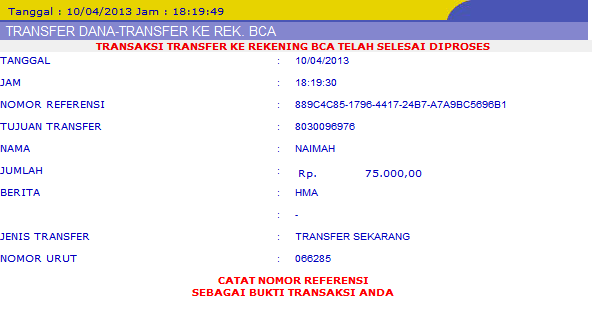 Tanggal : 10/04/2013 Jam : 18:19:49
TRANSFER DANA-TRANSFER KE REK. BCA
TRANSAKSI TRANSFER KE REKENING BCA TELAH SELESAI DIPROSES
TANGGAL : 10/04/2013
JAM : 18:19:30
NOMOR REFERENSI : 889C4C85-1796-4417-24B7-A7A9BC5696B1
TUJUAN TRANSFER : 8030096976
NAMA : NAIMAH
JUMLAH : Rp. 75.000,00
BERITA : HMA
: -
JENIS TRANSFER : TRANSFER SEKARANG
NOMOR URUT : 066285
CATAT NOMOR REFERENSI
SEBAGAI BUKTI TRANSAKSI ANDA